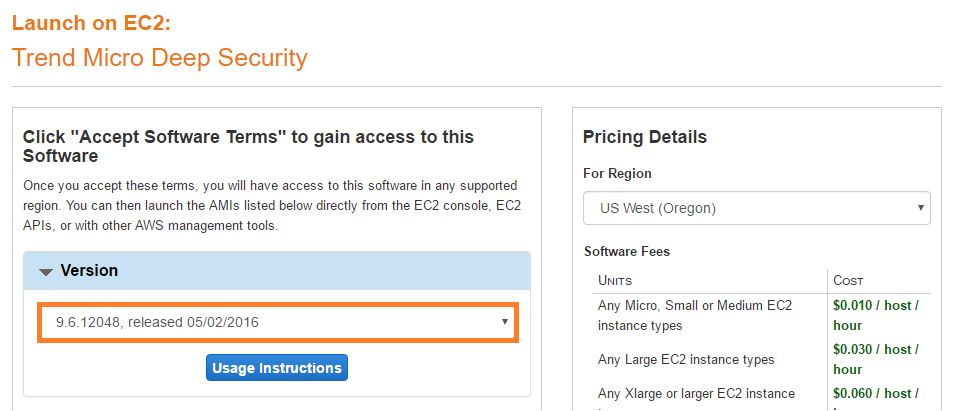 Launch on EC2:
Trend Micro Deep Security
Click "Accept Software Terms" to gain access to this
Software
Once you accept these terms, you will have access to this software in any supported
region. You can then launch the AMIs listed below directly from the EC2 console, EC2
APIs, or with other AWS management tools.
Version
9.6.12048, released 05/02/2016
Usage Instructions
Pricing Details
For Region
US West (Oregon)
Software Fees
UNITS COST
Any Micro, Small or Medium EC2 $0.010 / host /
instance types hour
Any Large EC2 instance types $0.030 / host /
hour
Any Xlarge or larger EC2 instance $0.060 / host /